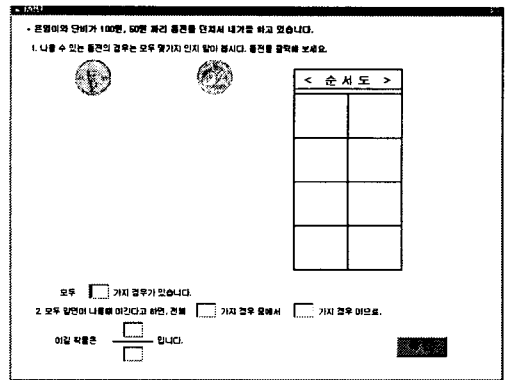 • 은영이와 단비가 100원, 50원 짜리 동전을 던져서 내기를 하고 있습니다.
1. 나올 수 있는 동전의 경우는 모두 몇가지 인지 알아 봅시다. 동전을 클릭해 보세요.
< 순서도 >
모두 가지 경우가 있습니다.
2. 모두 앞면이 나올때 이긴다고 하면, 전체 가지 경우 중에서 가지 경우 이므로.
이길 확률은 입니다.